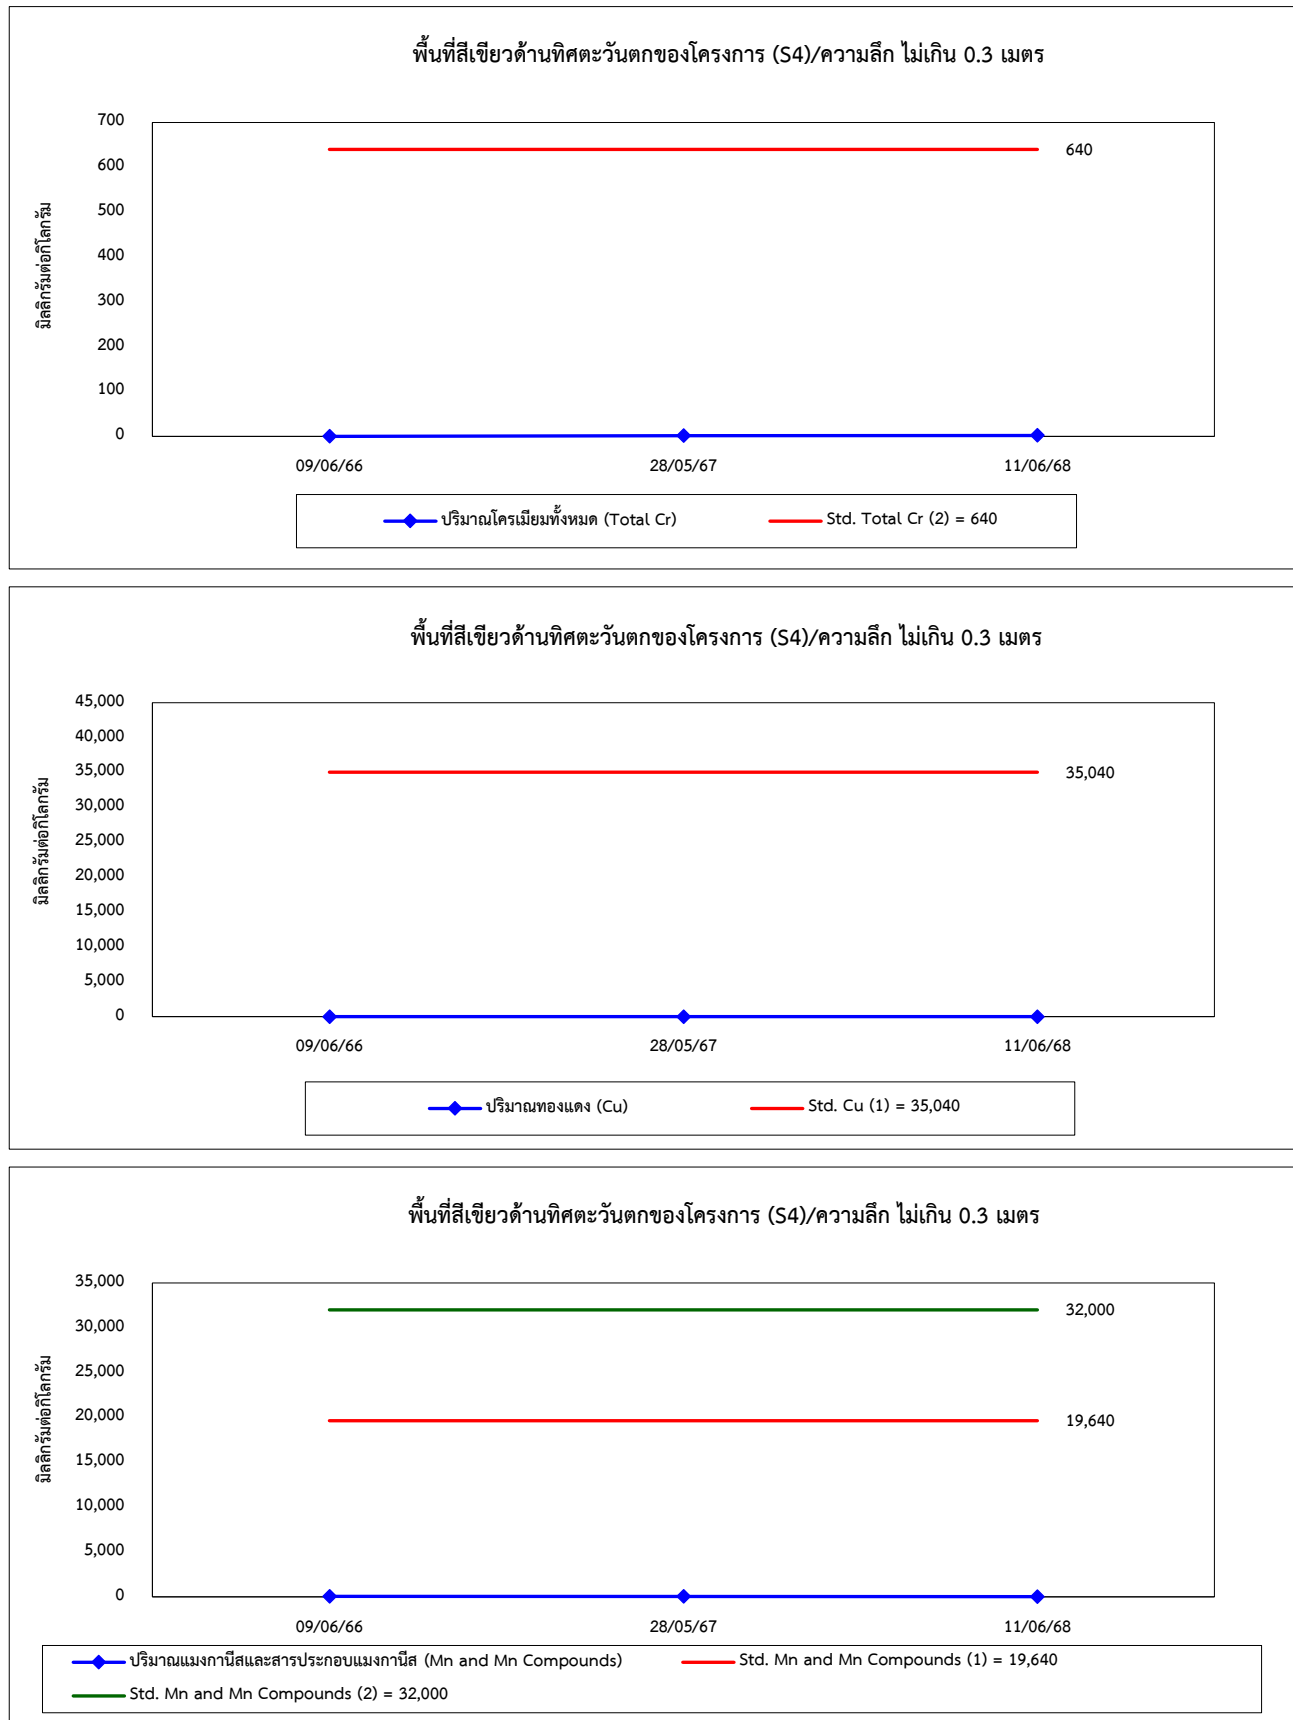 พื้นที่สีเขียวด้านทิศตะวันตกของโครงการ (S4)/ความลึก ไม่เกิน 0.3 เมตร
มิลลิกรัมต่อกิโลกรัม
700
600
500
400
300
200
100
0
640
09/06/66 28/05/67 11/06/68
ปริมาณโครเมียมทั้งหมด (Total Cr) Std. Total Cr (2) = 640
พื้นที่สีเขียวด้านทิศตะวันตกของโครงการ (S4)/ความลึก ไม่เกิน 0.3 เมตร
มิลลิกรัมต่อกิโลกรัม
45,000
40,000
35,000
30,000
25,000
20,000
15,000
10,000
5,000
0
35,040
09/06/66 28/05/67 11/06/68
ปริมาณทองแดง (Cu) Std. Cu (1) = 35,040
พื้นที่สีเขียวด้านทิศตะวันตกของโครงการ (S4)/ความลึก ไม่เกิน 0.3 เมตร
มิลลิกรัมต่อกิโลกรัม
35,000
30,000
25,000
20,000
15,000
10,000
5,000
0
32,000
19,640
09/06/66 28/05/67 11/06/68
ปริมาณแมงกานีสและสารประกอบแมงกานีส (Mn and Mn Compounds) Std. Mn and Mn Compounds (1) = 19,640
Std. Mn and Mn Compounds (2) = 32,000